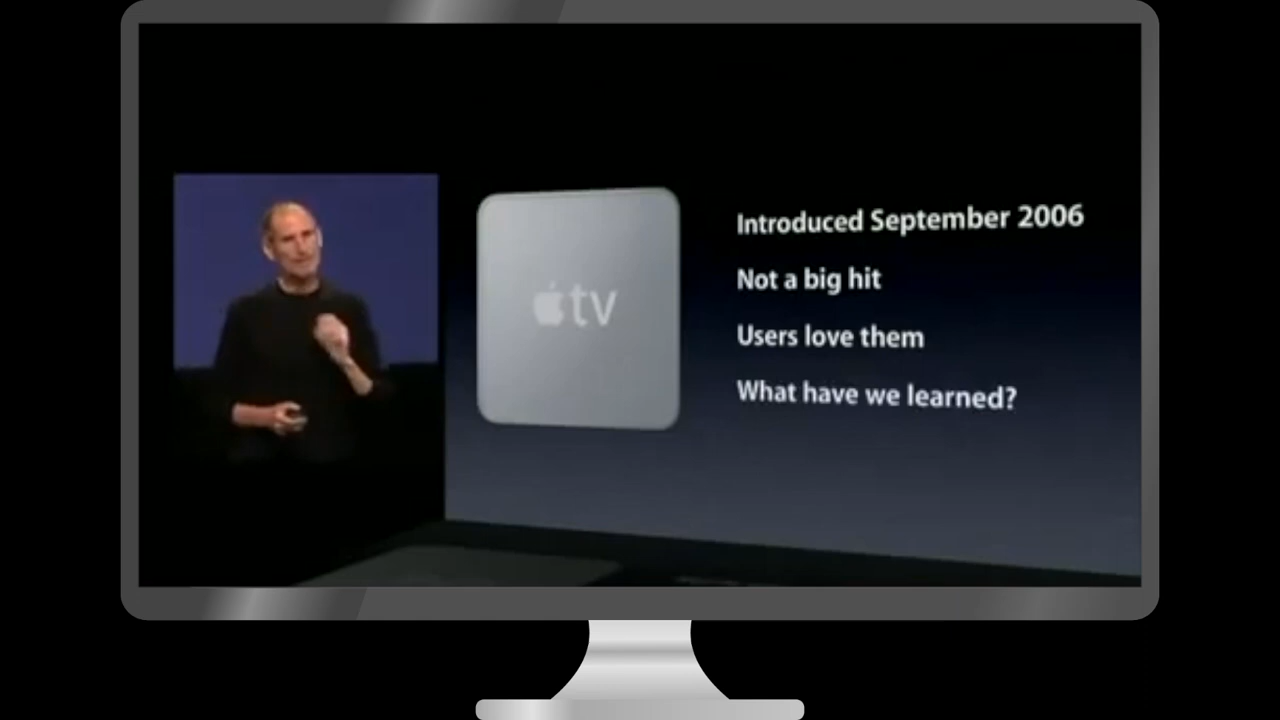 tv
Introduced September 2006
Not a big hit
Users love them
What have we learned?